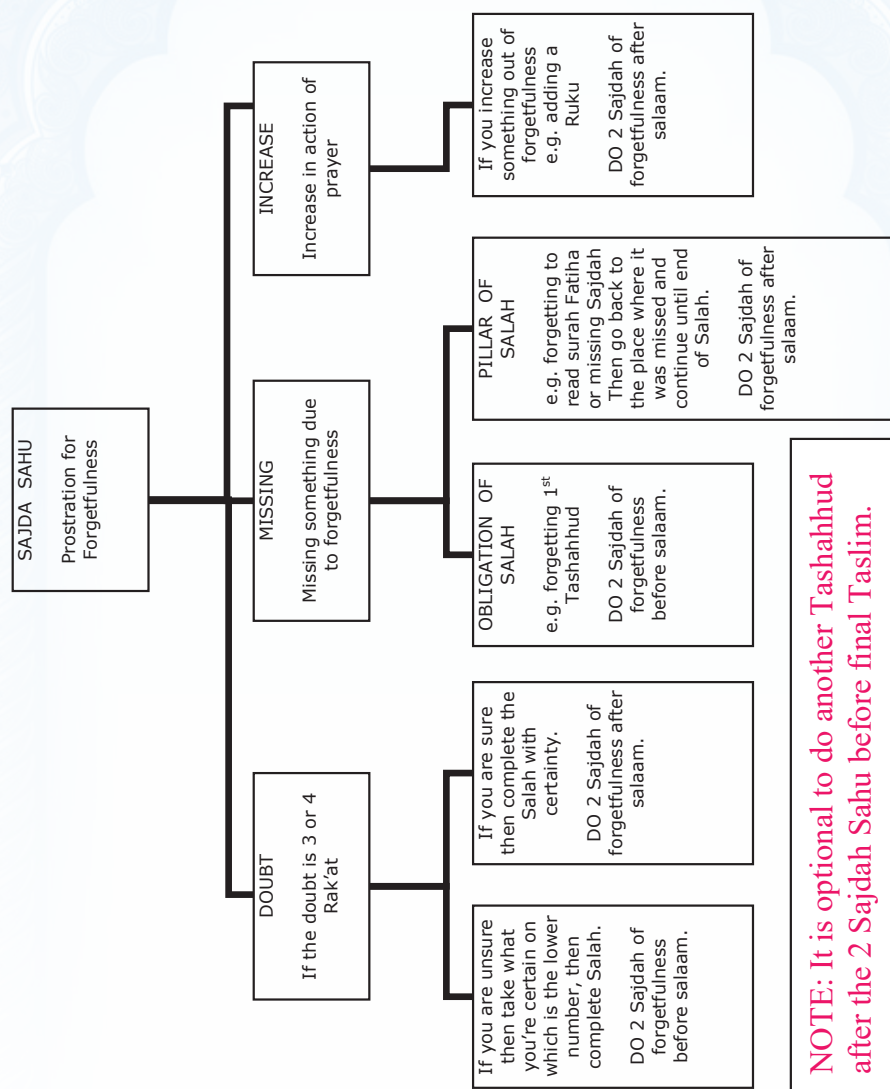 SAJDA SAHU
Prostration for
Forgetfulness
DOUBT
If the doubt is 3 or 4
Rak’at
MISSING
Missing something due
to forgetfulness
INCREASE
Increase in action of
prayer
If you are unsure
then take what
you’re certain on
which is the lower
number, then
complete Salah.
DO 2 Sajdah of
forgetfulness
before salaam.
If you are sure
then complete the
Salah with
certainty.
DO 2 Sajdah of
forgetfulness after
salaam.
OBLIGATION OF
SALAH
e.g. forgetting 1st
Tashahhud
DO 2 Sajdah of
forgetfulness
before salaam.
PILLAR OF
SALAH
e.g. forgetting to
read surah Fatiha
or missing Sajdah
Then go back to
the place where it
was missed and
continue until end
of Salah.
DO 2 Sajdah of
forgetfulness after
salaam.
If you increase
something out of
forgetfulness
e.g. adding a
Ruku
DO 2 Sajdah of
forgetfulness after
salaam.
NOTE: It is optional to do another Tashahhud
after the 2 Sajdah Sahu before final Taslim.